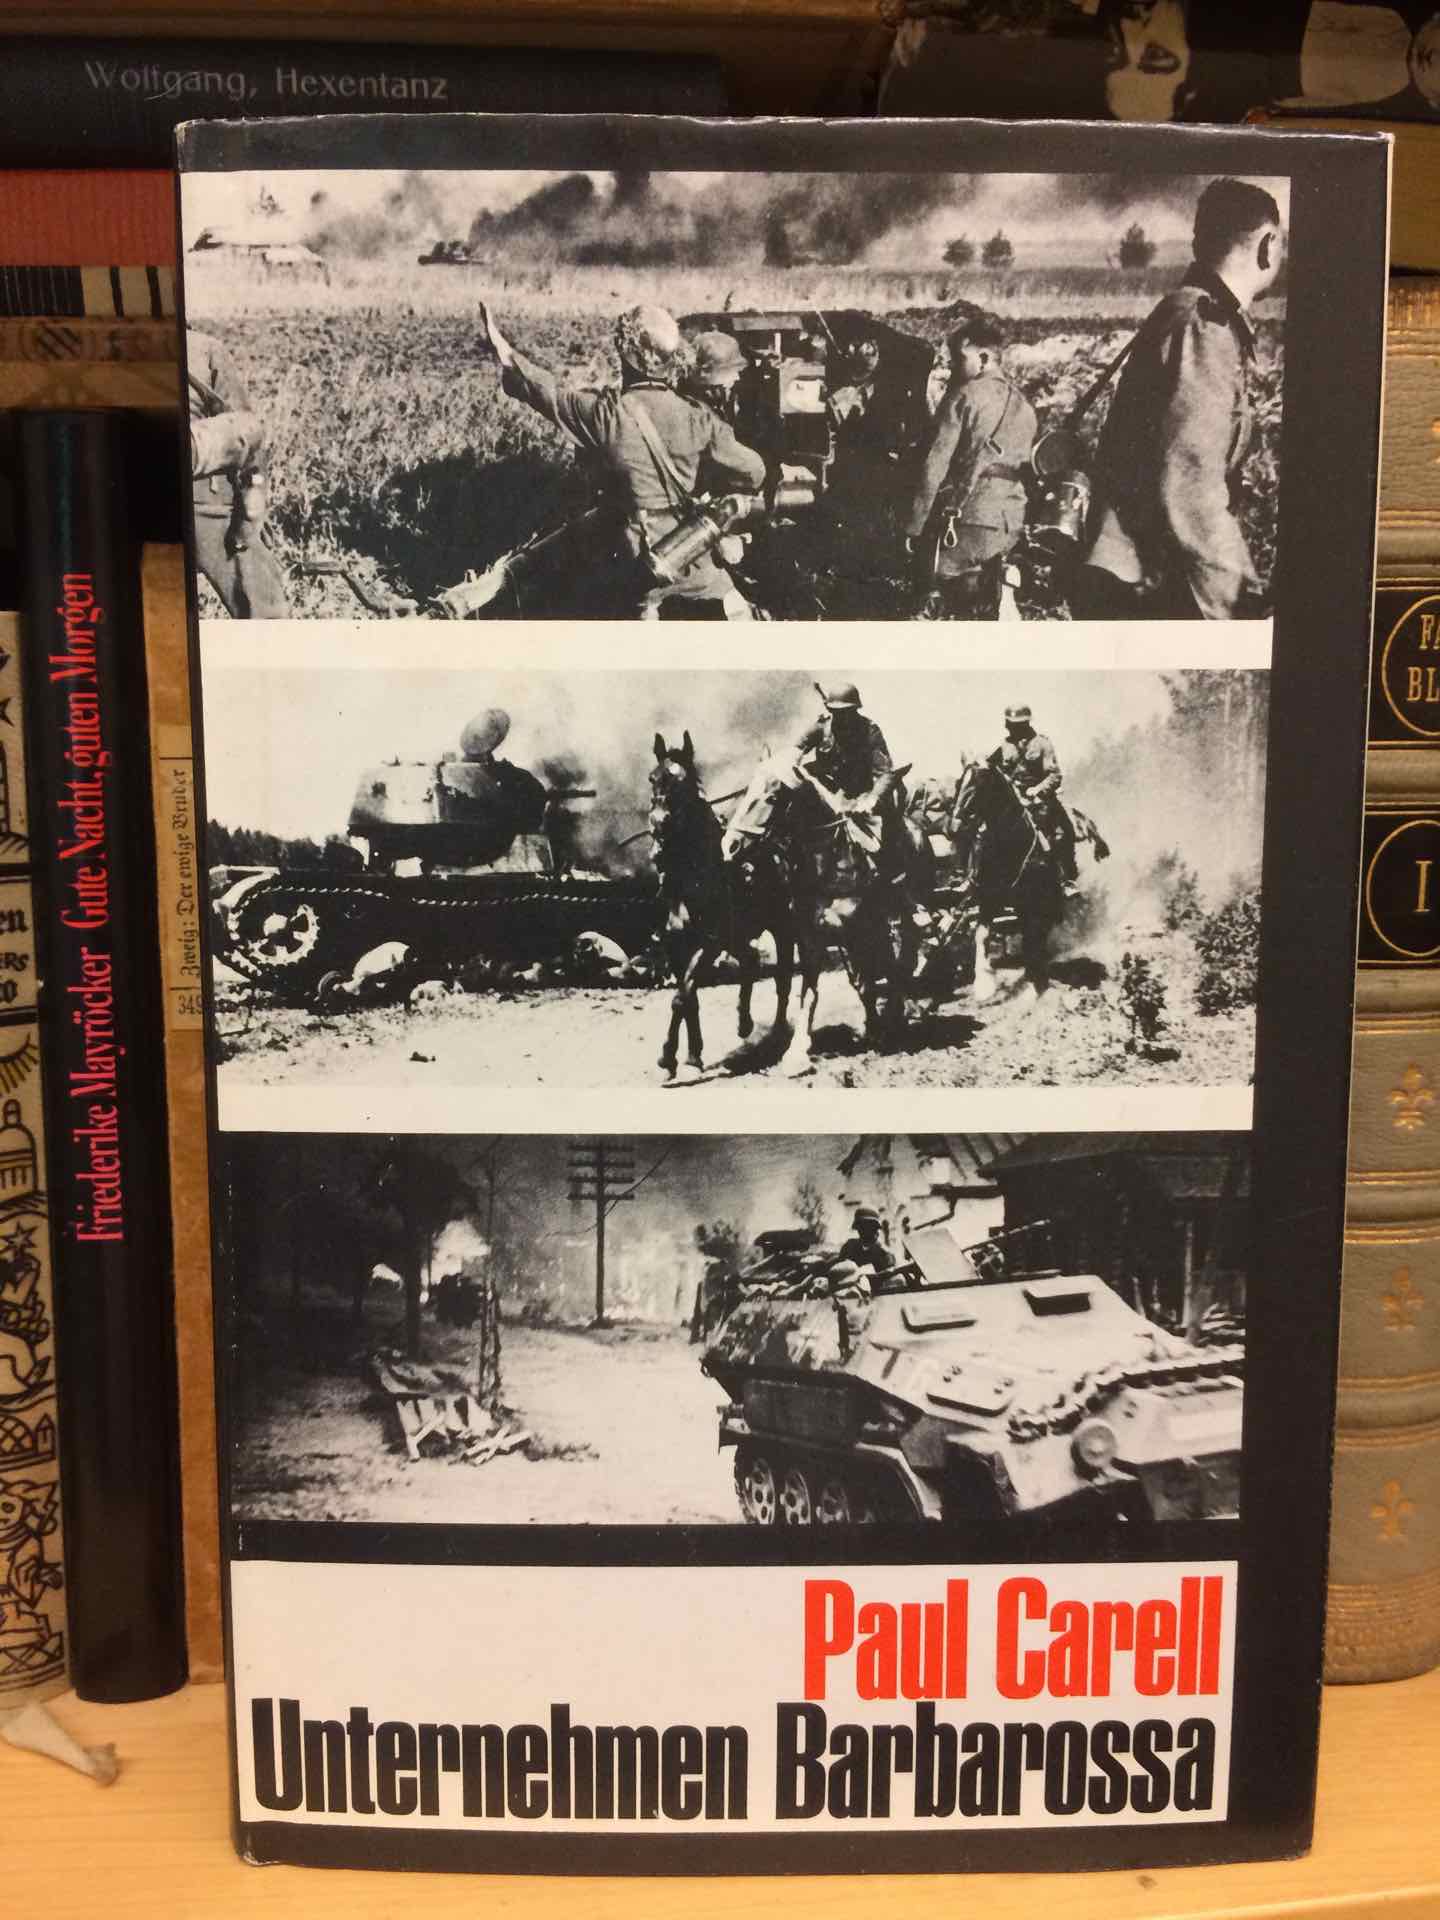 Wolfgang, Hexentanz
Friederike Mayröcker Gute Nacht, guten Morgen
Zweig: Der ewige Bruder
349
Paul Carell
Unternehmen Barbarossa
I